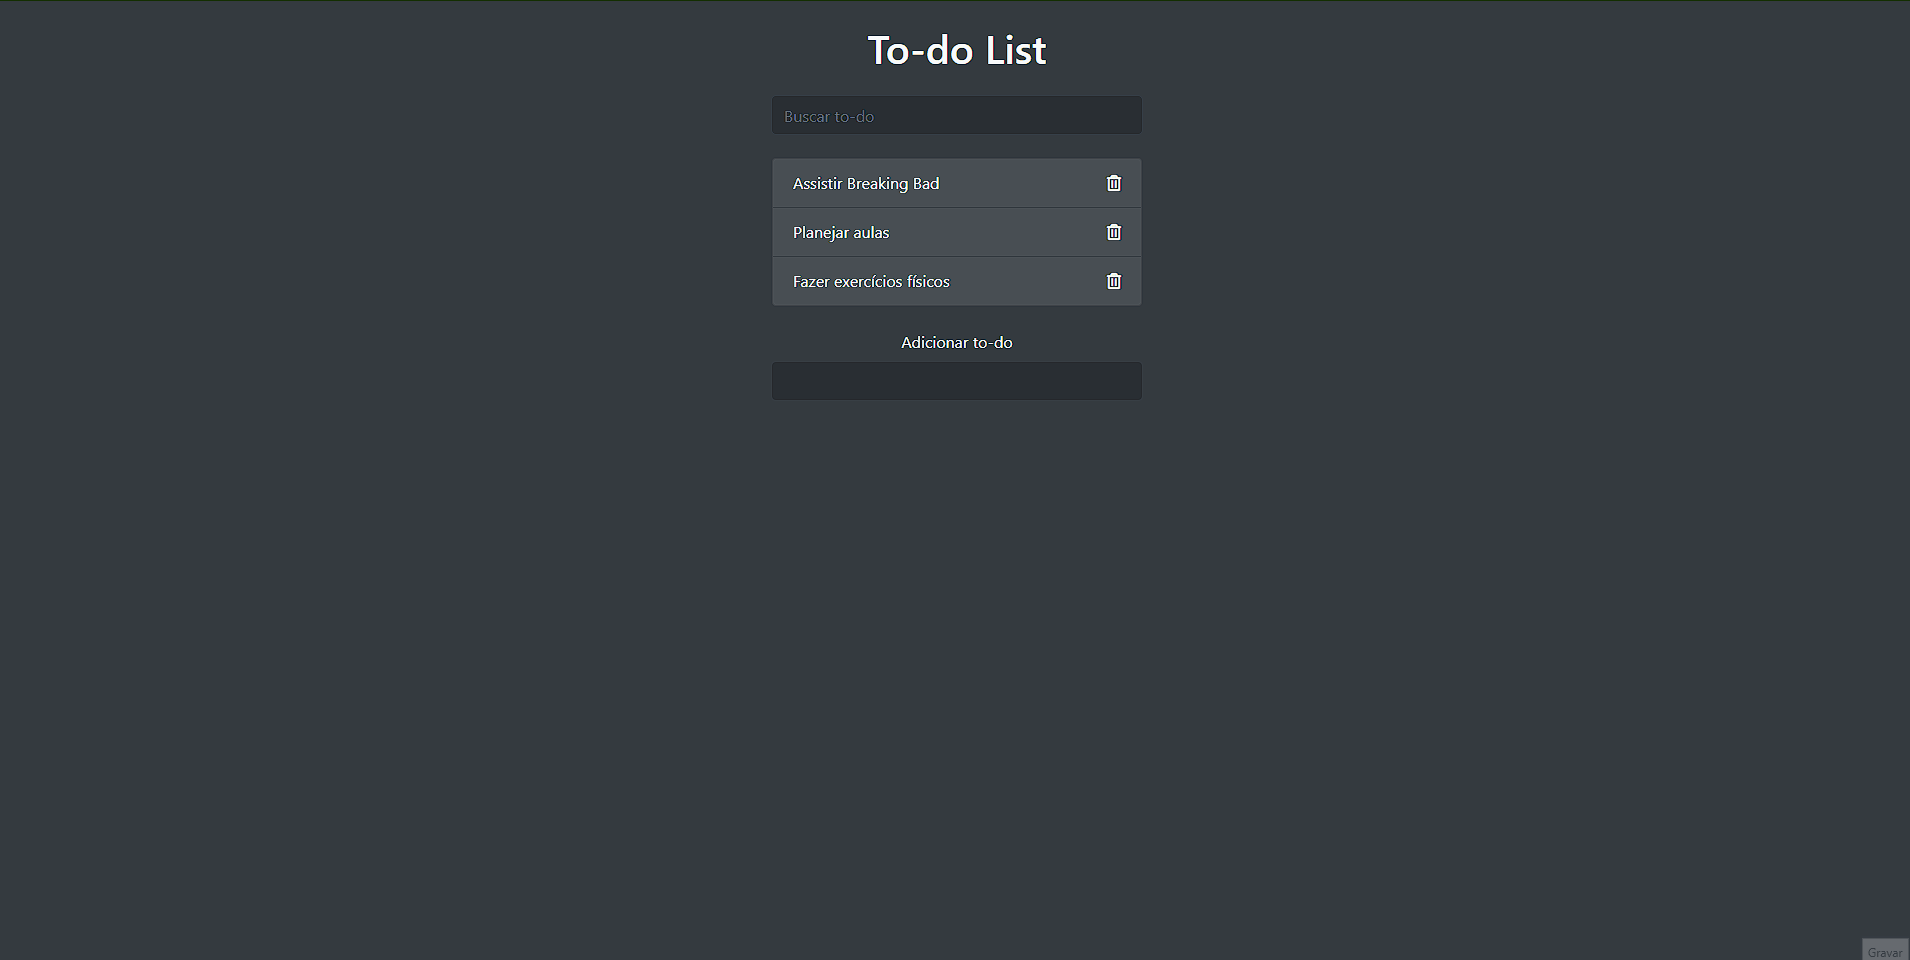 To-do List
Buscar to-do
Assistir Breaking Bad
Planejar aulas
Fazer exercícios físicos
Adicionar to-do
Gravar